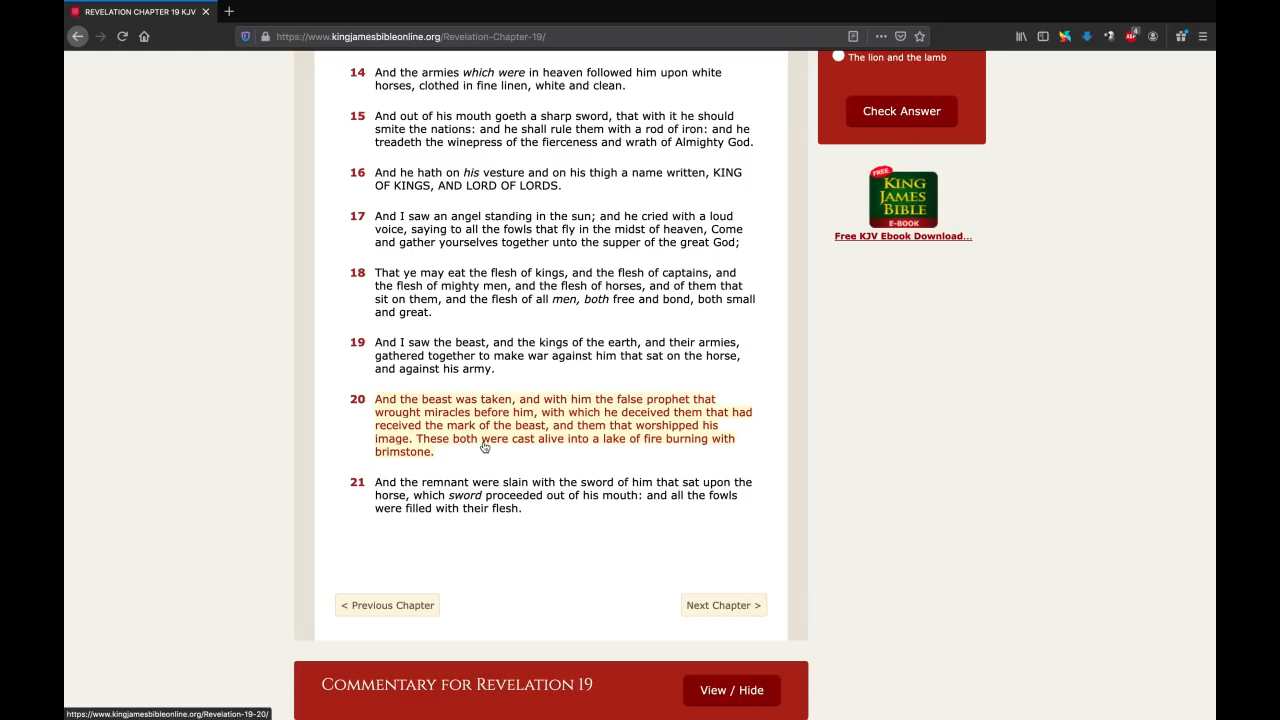 REVELATION CHAPTER 19 KJV
https://www.kingjamesbibleonline.org/Revelation-Chapter-19/
14 And the armies which were in heaven followed him upon white
horses, clothed in fine linen, white and clean.
15 And out of his mouth goeth a sharp sword, that with it he should
smite the nations: and he shall rule them with a rod of iron: and he
treadeth the winepress of the fierceness and wrath of Almighty God.
16 And he hath on his vesture and on his thigh a name written, KING
OF KINGS, AND LORD OF LORDS.
17 And I saw an angel standing in the sun; and he cried with a loud
voice, saying to all the fowls that fly in the midst of heaven, Come
and gather yourselves together unto the supper of the great God;
18 That ye may eat the flesh of kings, and the flesh of captains, and
the flesh of mighty men, and the flesh of horses, and of them that
sit on them, and the flesh of all men, both free and bond, both small
and great.
19 And I saw the beast, and the kings of the earth, and their armies,
gathered together to make war against him that sat on the horse,
and against his army.
20 And the beast was taken, and with him the false prophet that
wrought miracles before him, with which he deceived them that had
received the mark of the beast, and them that worshipped his
image. These both were cast alive into a lake of fire burning with
brimstone.
21 And the remnant were slain with the sword of him that sat upon the
horse, which sword proceeded out of his mouth: and all the fowls
were filled with their flesh.
< Previous Chapter
Next Chapter >
Commentary for Revelation 19
View / Hide
The lion and the lamb
Check Answer
FREE
KING
JAMES
BIBLE
E-BOOK
Free KJV Ebook Download...
https://www.kingjamesbibleonline.org/Revelation-19-20/